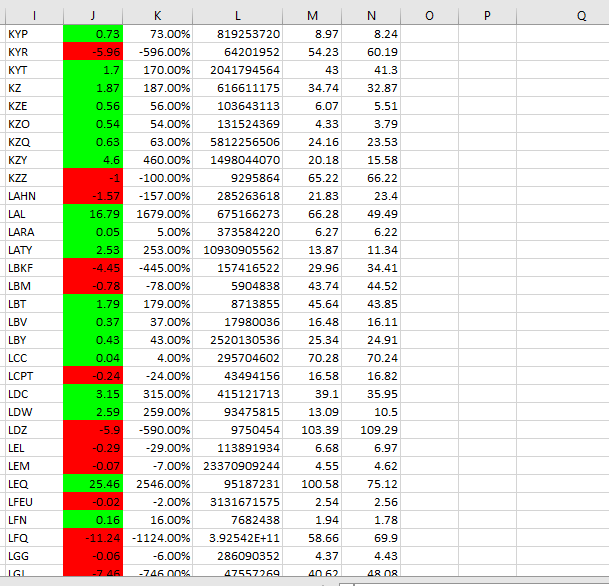 I J K L M N O P Q
KYP 0.73 73.00% 819253720 8.97 8.24
KYR -5.96 -596.00% 64201952 54.23 60.19
KYT 1.7 170.00% 2041794564 43 41.3
KZ 1.87 187.00% 616611175 34.74 32.87
KZE 0.56 56.00% 103643113 6.07 5.51
KZO 0.54 54.00% 131524369 4.33 3.79
KZQ 0.63 63.00% 5812256506 24.16 23.53
KZY 4.6 460.00% 1498044070 20.18 15.58
KZZ -1 -100.00% 9295864 65.22 66.22
LAHN -1.57 -157.00% 285263618 21.83 23.4
LAL 16.79 1679.00% 675166273 66.28 49.49
LARA 0.05 5.00% 373584220 6.27 6.22
LATY 2.53 253.00% 10930905562 13.87 11.34
LBKF -4.45 -445.00% 157416522 29.96 34.41
LBM -0.78 -78.00% 5904838 43.74 44.52
LBT 1.79 179.00% 8713855 45.64 43.85
LBV 0.37 37.00% 17980036 16.48 16.11
LBY 0.43 43.00% 2520130536 25.34 24.91
LCC 0.04 4.00% 295704602 70.28 70.24
LCPT -0.24 -24.00% 43494156 16.58 16.82
LDC 3.15 315.00% 415121713 39.1 35.95
LDW 2.59 259.00% 93475815 13.09 10.5
LDZ -5.9 -590.00% 9750454 103.39 109.29
LEL -0.29 -29.00% 113891934 6.68 6.97
LEM -0.07 -7.00% 23370909244 4.55 4.62
LEQ 25.46 2546.00% 95187231 100.58 75.12
LFEU -0.02 -2.00% 3131671575 2.54 2.56
LFN 0.16 16.00% 7682438 1.94 1.78
LFQ -11.24 -1124.00% 3.92542E+11 58.66 69.9
LGG -0.06 -6.00% 286090352 4.37 4.43
-7.46 -746.00% 47557269 40.62 48.08